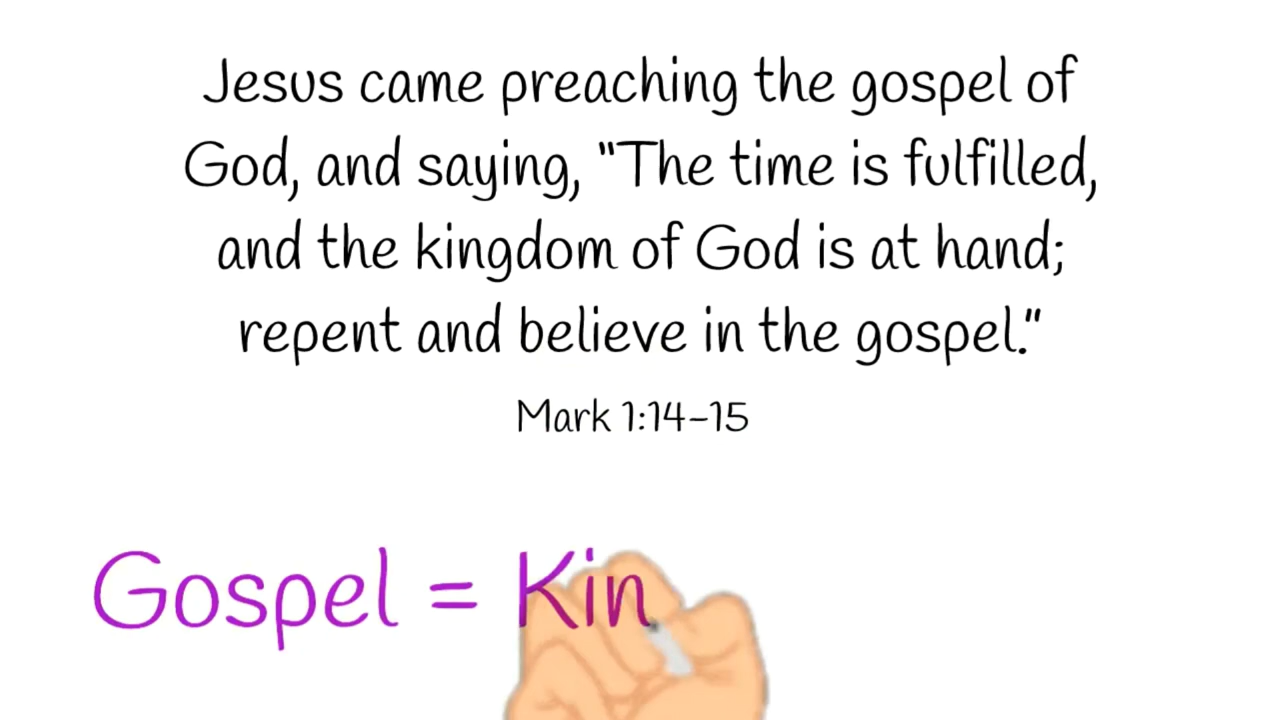 Jesus came preaching the gospel of
God, and saying, "The time is fulfilled,
and the kingdom of God is at hand;
repent and believe in the gospel."
Mark 1:14-15
Gospel = Kin